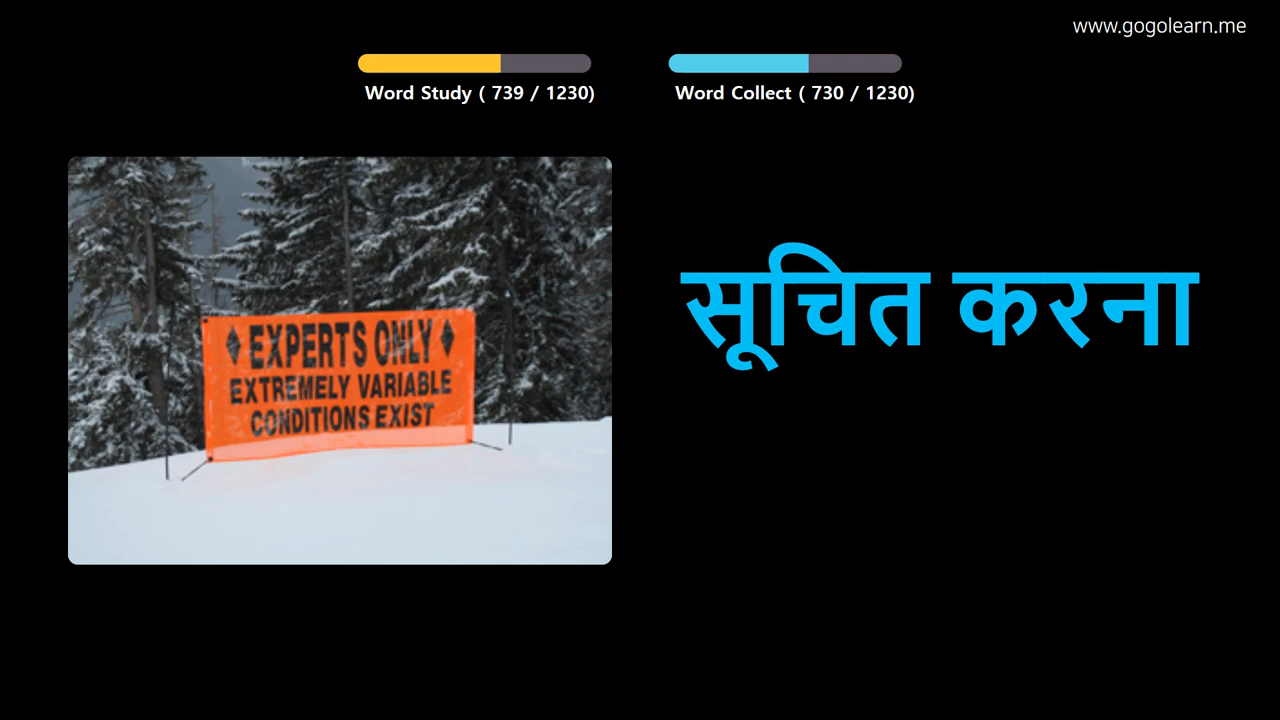 www.gogolearn.me
Word Study ( 739 / 1230)
Word Collect ( 730 / 1230)
EXPERTS ONLY
EXTREMELY VARIABLE
CONDITIONS EXIST
सूचित करना